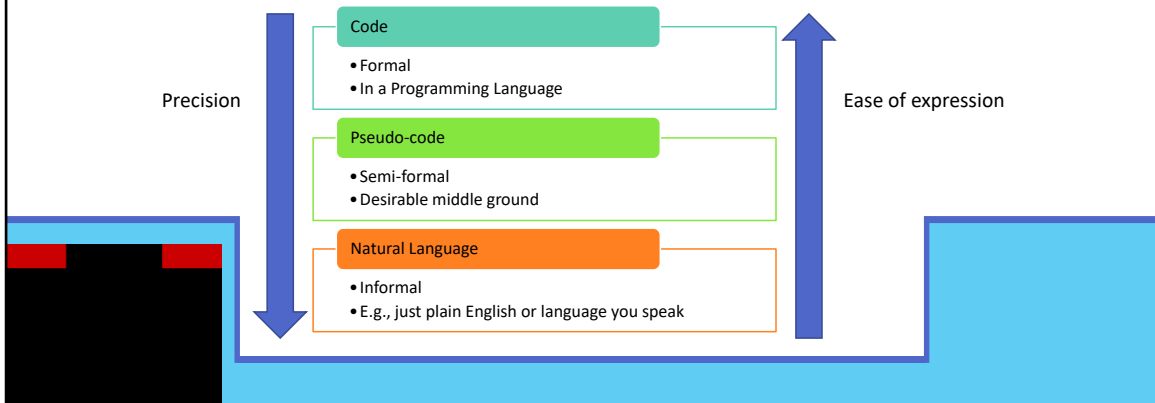 Code
• Formal
• In a Programming Language
Precision
Ease of expression
Pseudo-code
• Semi-formal
• Desirable middle ground
Natural Language
• Informal
• E.g., just plain English or language you speak